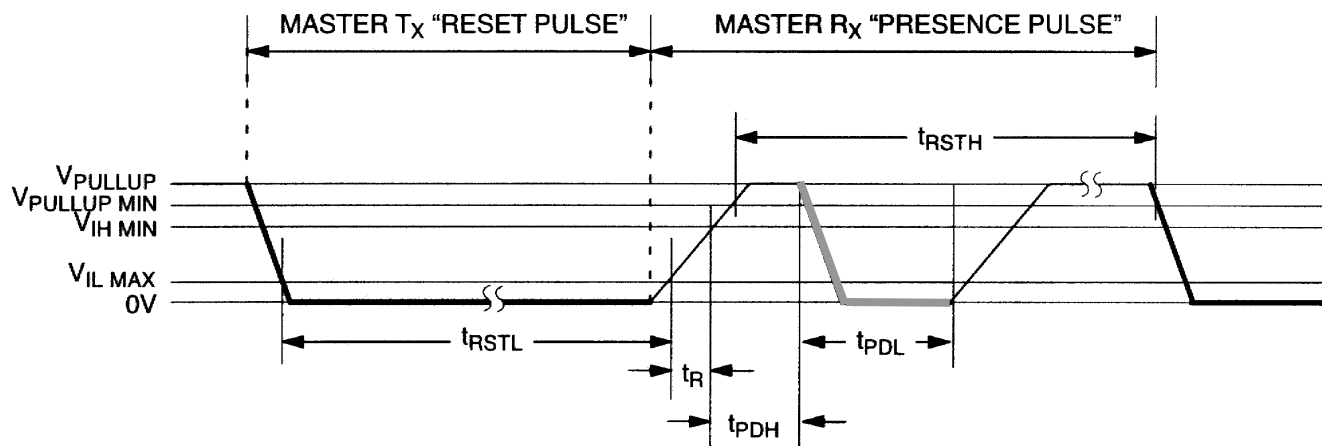 MASTER TX “RESET PULSE” MASTER RX “PRESENCE PULSE”
tRSTH
VPULLUP
VPULLUP MIN
VIH MIN
VIL MAX
0V
tRSTL
tPDL
tR
tPDH